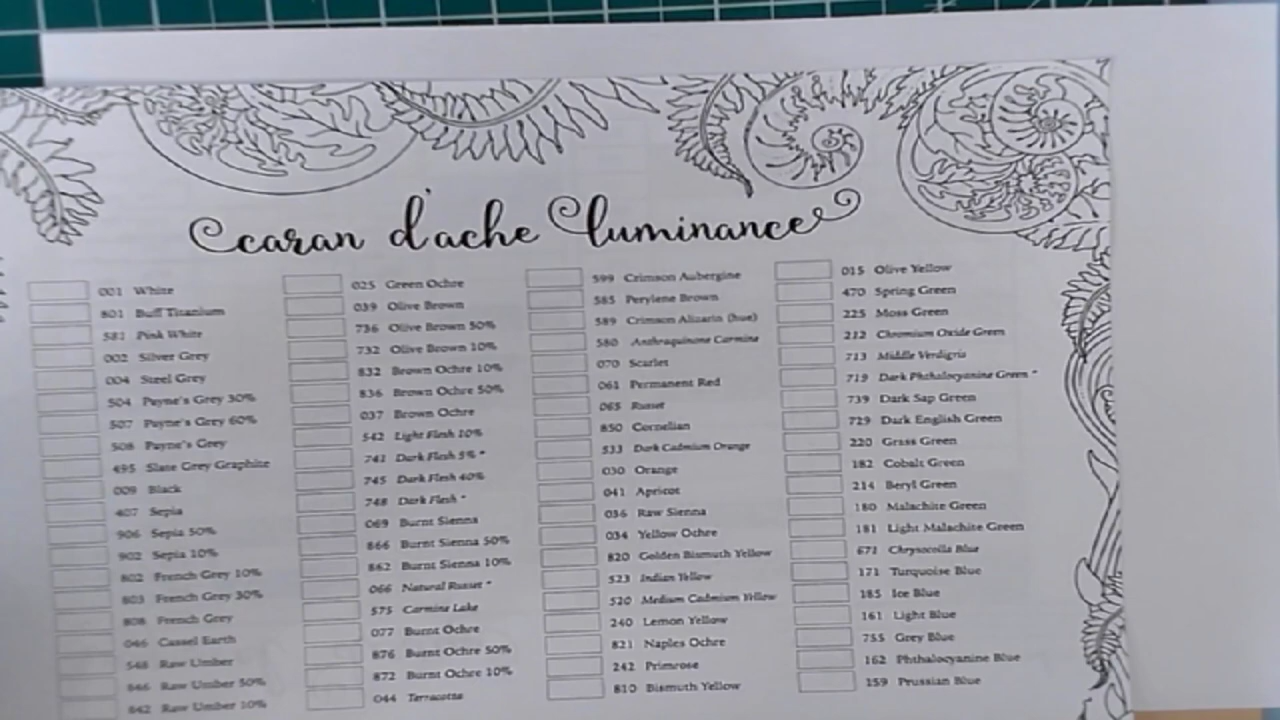 caran d'ache luminance
001 White
801 Buff Titanium
581 Pink White
002 Silver Grey
004 Steel Grey
504 Payne's Grey 30%
507 Payne's Grey 60%
508 Payne's Grey
495 Slate Grey Graphite
009 Black
407 Sepia
906 Sepia 50%
902 Sepia 10%
802 French Grey 10%
803 French Grey 30%
808 French Grey
046 Cassel Earth
548 Raw Umber
846 Raw Umber 50%
842 Raw Umber 10%
025 Green Ochre
039 Olive Brown
736 Olive Brown 50%
732 Olive Brown 10%
832 Brown Ochre 10%
836 Brown Ochre 50%
037 Brown Ochre
542 Light Flesh 10%
741 Dark Flesh 5% *
745 Dark Flesh 40%
748 Dark Flesh *
069 Burnt Sienna
866 Burnt Sienna 50%
862 Burnt Sienna 10%
066 Natural Russet *
575 Carmine Lake
077 Burnt Ochre
876 Burnt Ochre 50%
872 Burnt Ochre 10%
044 Terracotta
599 Crimson Aubergine
585 Perylene Brown
589 Crimson Alizarin (hue)
580 Anthraquinone Carmine
070 Scarlet
061 Permanent Red
065 Russet
850 Cornelian
533 Dark Cadmium Orange
030 Orange
041 Apricot
036 Raw Sienna
034 Yellow Ochre
820 Golden Bismuth Yellow
523 Indian Yellow
520 Medium Cadmium Yellow
240 Lemon Yellow
821 Naples Ochre
242 Primrose
810 Bismuth Yellow
015 Olive Yellow
470 Spring Green
225 Moss Green
212 Chromium Oxide Green
713 Middle Verdigris
719 Dark Phthalocyanine Green *
739 Dark Sap Green
729 Dark English Green
220 Grass Green
182 Cobalt Green
214 Beryl Green
180 Malachite Green
181 Light Malachite Green
671 Chrysocolla Blue
171 Turquoise Blue
185 Ice Blue
161 Light Blue
755 Grey Blue
162 Phthalocyanine Blue
159 Prussian Blue